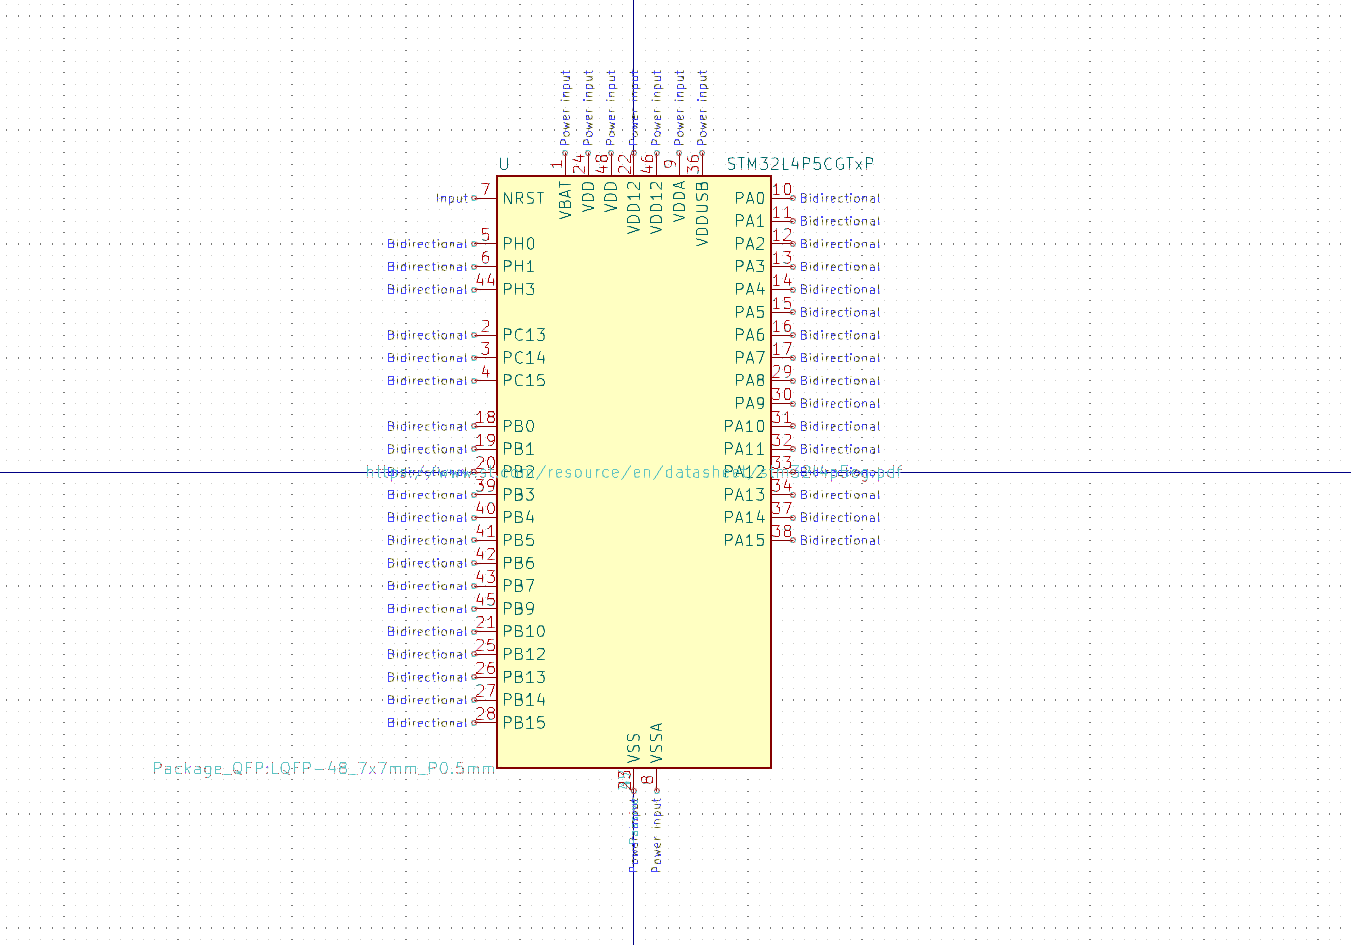 Power input Power input Power input Power input Power input Power input Power input
1 24 48 22 46 9 36
U STM32L4P5CGTxP
VBAT VDD VDD VDD12 VDD12 VDDA VDDUSB
Input 7 NRST PA0 10 Bidirectional
PA1 11 Bidirectional
Bidirectional 5 PH0 PA2 12 Bidirectional
Bidirectional 6 PH1 PA3 13 Bidirectional
Bidirectional 44 PH3 PA4 14 Bidirectional
PA5 15 Bidirectional
Bidirectional 2 PC13 PA6 16 Bidirectional
Bidirectional 3 PC14 PA7 17 Bidirectional
Bidirectional 4 PC15 PA8 29 Bidirectional
PA9 30 Bidirectional
Bidirectional 18 PB0 PA10 31 Bidirectional
Bidirectional 19 PB1 PA11 32 Bidirectional
Bidirectional 20 PB2 PA12 33 Bidirectional
https://www.st.com/resource/en/datasheet/stm32l4p5cg.pdf
Bidirectional 39 PB3 PA13 34 Bidirectional
Bidirectional 40 PB4 PA14 37 Bidirectional
Bidirectional 41 PB5 PA15 38 Bidirectional
Bidirectional 42 PB6
Bidirectional 43 PB7
Bidirectional 45 PB9
Bidirectional 21 PB10
Bidirectional 25 PB12
Bidirectional 26 PB13
Bidirectional 27 PB14
Bidirectional 28 PB15
VSS VSSA
Package_QFP:LQFP-48_7x7mm_P0.5mm
23 8
Power input Power input